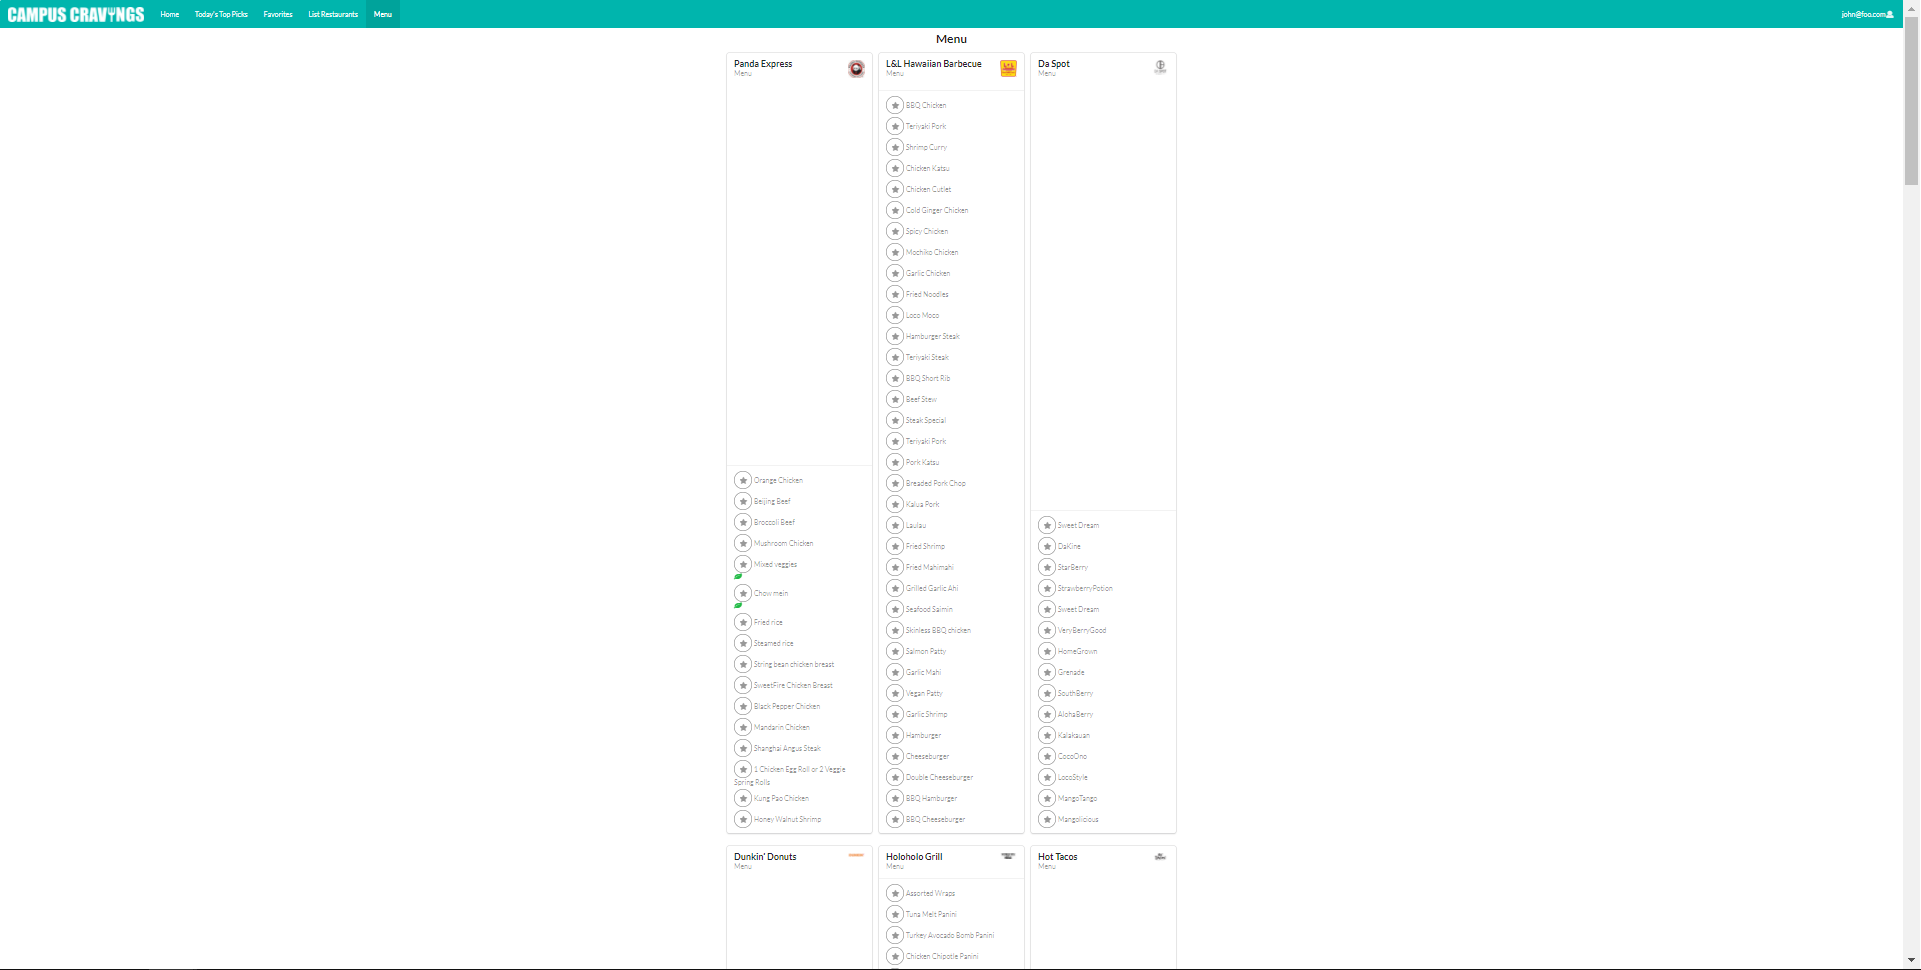 CAMPUS CRAVINGS Home Today's Top Picks Favorites List Restaurants Menu john@foo.com
Menu
Panda Express
Menu
Orange Chicken
Beijing Beef
Broccoli Beef
Mushroom Chicken
Mixed veggies
Chow mein
Fried rice
Steamed rice
String bean chicken breast
SweetFire Chicken Breast
Black Pepper Chicken
Mandarin Chicken
Shanghai Angus Steak
1 Chicken Egg Roll or 2 Veggie
Spring Rolls
Kung Pao Chicken
Honey Walnut Shrimp
L&L Hawaiian Barbecue
Menu
BBQ Chicken
Teriyaki Pork
Shrimp Curry
Chicken Katsu
Chicken Cutlet
Cold Ginger Chicken
Spicy Chicken
Mochiko Chicken
Garlic Chicken
Fried Noodles
Loco Moco
Hamburger Steak
Teriyaki Steak
BBQ Short Rib
Beef Stew
Steak Special
Teriyaki Pork
Pork Katsu
Breaded Pork Chop
Kalua Pork
Laulau
Fried Shrimp
Fried Mahimahi
Grilled Garlic Ahi
Seafood Saimin
Skinless BBQ chicken
Salmon Patty
Garlic Mahi
Vegan Patty
Garlic Shrimp
Hamburger
Cheeseburger
Double Cheeseburger
BBQ Hamburger
BBQ Cheeseburger
Da Spot
Menu
Sweet Dream
DaKine
StarBerry
StrawberryPotion
Sweet Dream
VeryBerryGood
HomeGrown
Grenade
SouthBerry
AlohaBerry
Kalakauan
CocoOno
LocoStyle
MangoTango
Mangolicious
Dunkin' Donuts
Menu
Holoholo Grill
Menu
Assorted Wraps
Tuna Melt Panini
Turkey Avocado Bomb Panini
Chicken Chipotle Panini
Hot Tacos
Menu